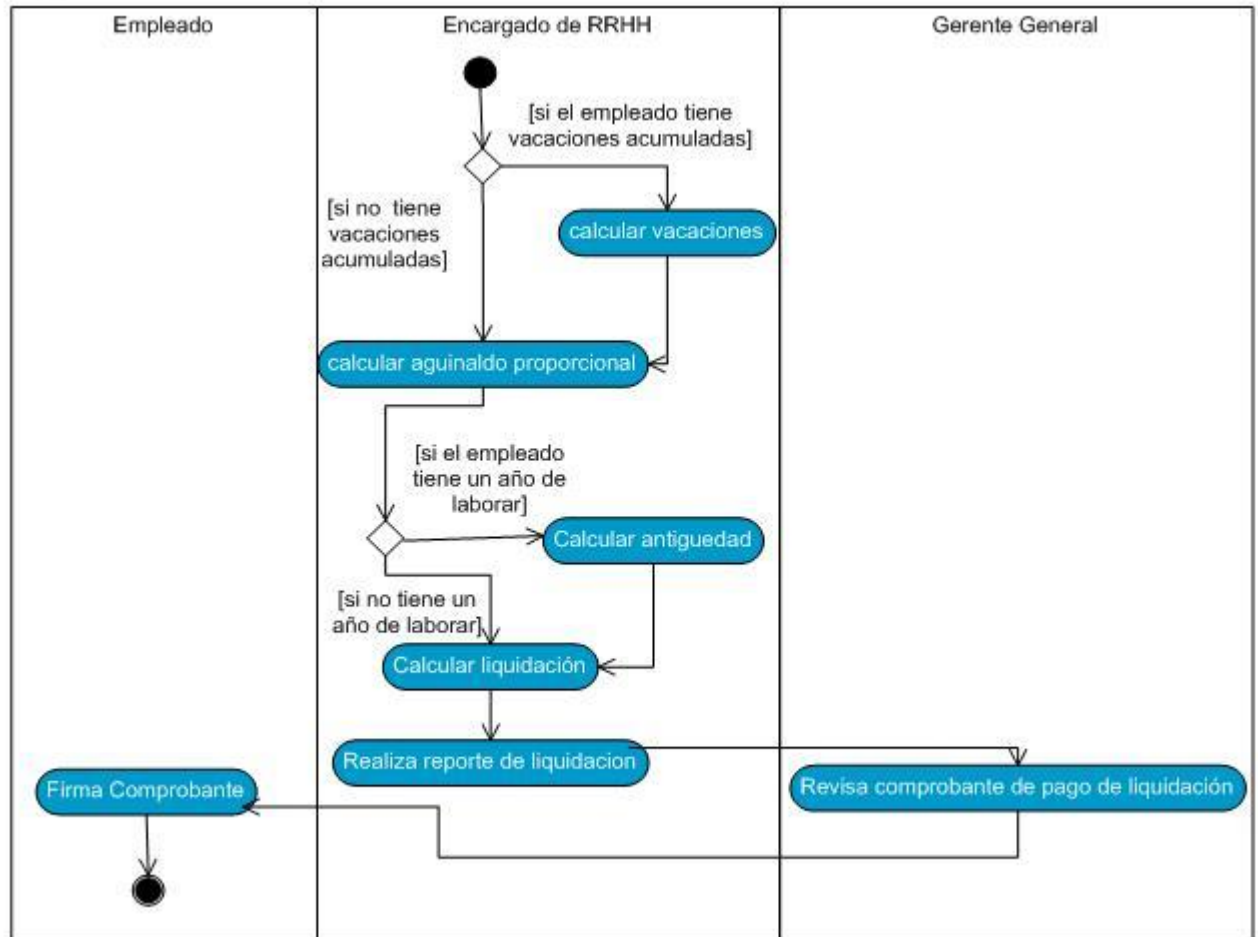 Empleado
Encargado de RRHH
Gerente General
[si el empleado tiene
vacaciones acumuladas]
[si no tiene
vacaciones
acumuladas]
calcular vacaciones
calcular aguinaldo proporcional
[si el empleado
tiene un año de
laborar]
Calcular antiguedad
[si no tiene un
año de laborar]
Calcular liquidación
Realiza reporte de liquidacion
Revisa comprobante de pago de liquidación
Firma Comprobante